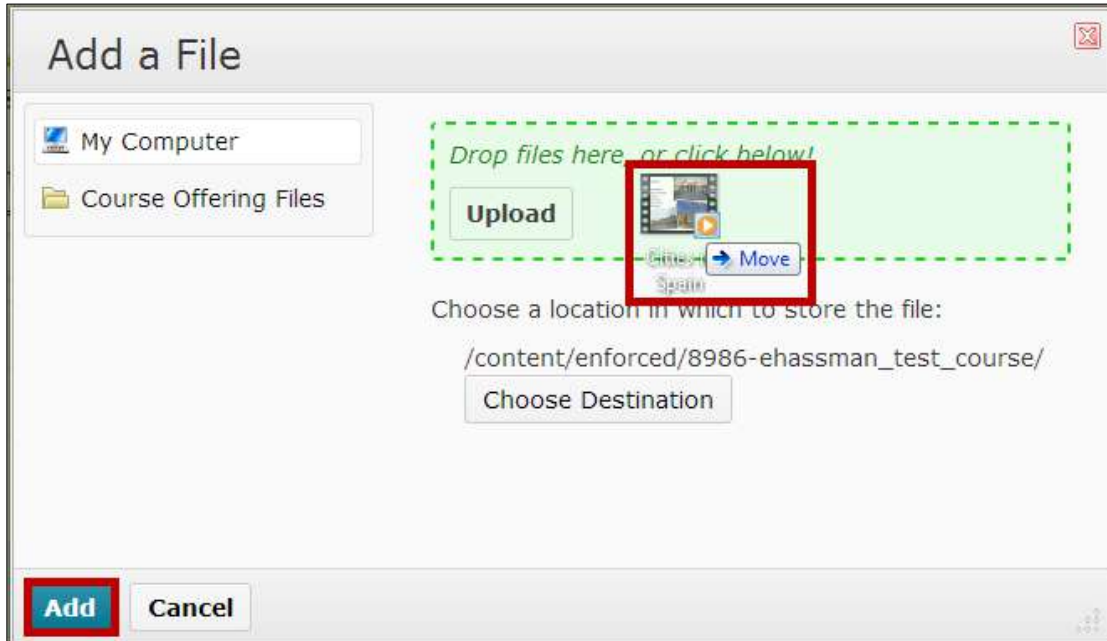 Add a File
My Computer
Course Offering Files
Drop files here, or click below!
Upload
Move
Spain
Choose a location in which to store the file:
/content/enforced/8986-ehassman_test_course/
Choose Destination
Add
Cancel